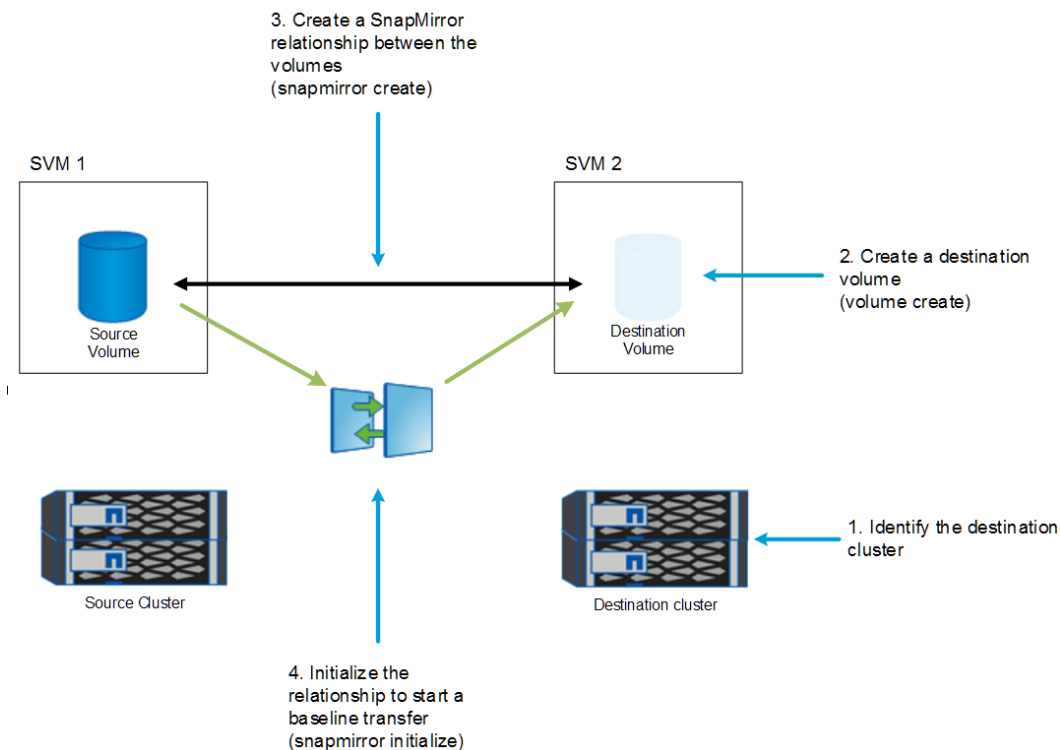 3. Create a SnapMirror
relationship between the
volumes
(snapmirror create)
SVM 1
SVM 2
Source
Volume
Destination
Volume
2. Create a destination
volume
(volume create)
Source Cluster
Destination cluster
1. Identify the destination
cluster
4. Initialize the
relationship to start a
baseline transfer
(snapmirror initialize)